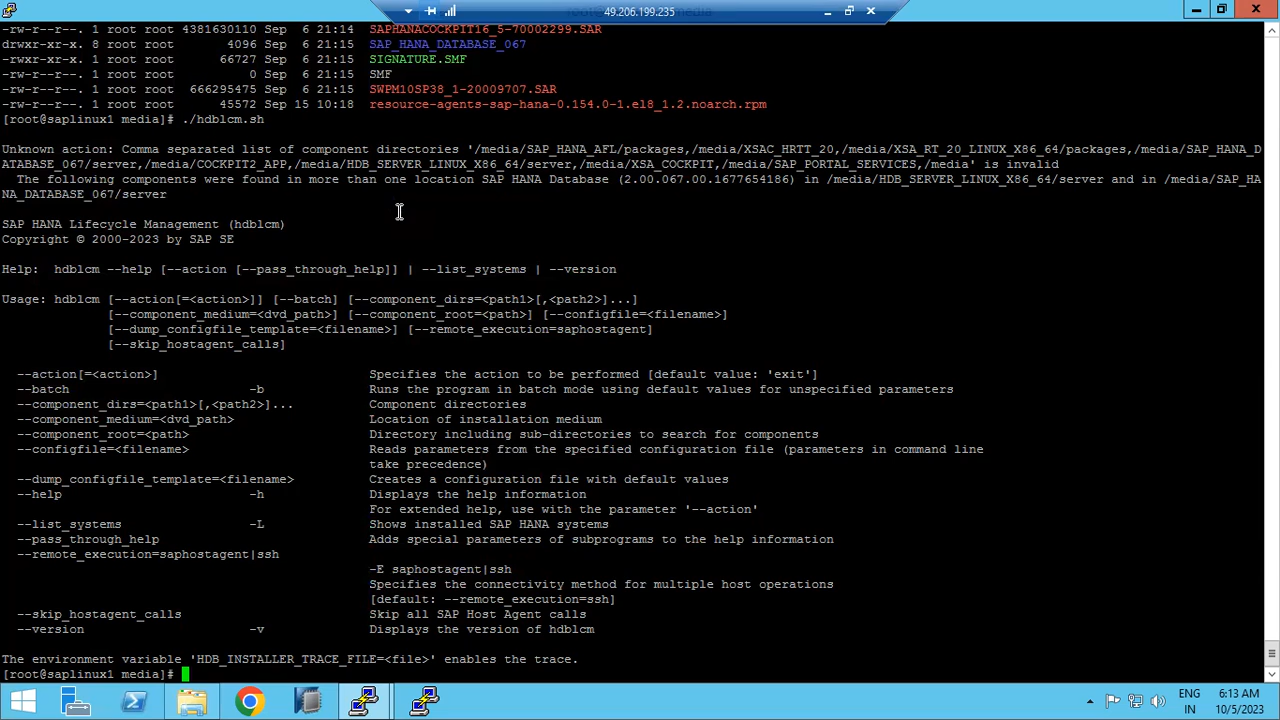 49.206.199.235
-rw-r--r--. 1 root root 4381630110 Sep  6 21:14 SAPHANACOCKPIT16_5-70002299.SAR
drwxr-xr-x. 8 root root       4096 Sep  6 21:15 SAP_HANA_DATABASE_067
-rwxr-xr-x. 1 root root      66727 Sep  6 21:15 SIGNATURE.SMF
-rw-r--r--. 1 root root          0 Sep  6 21:15 SMF
-rw-r--r--. 1 root root  666295475 Sep  6 21:15 SWPM10SP38_1-20009707.SAR
-rw-r--r--. 1 root root      45572 Sep 15 10:18 resource-agents-sap-hana-0.154.0-1.el8_1.2.noarch.rpm
[root@saplinux1 media]# ./hdblcm.sh
Unknown action: Comma separated list of component directories '/media/SAP_HANA_AFL/packages,/media/XSAC_HRTT_20,/media/XSA_RT_20_LINUX_X86_64/packages,/media/SAP_HANA_D
ATABASE_067/server,/media/COCKPIT2_APP,/media/HDB_SERVER_LINUX_X86_64/server,/media/XSA_COCKPIT,/media/SAP_PORTAL_SERVICES,/media' is invalid
The following components were found in more than one location SAP HANA Database (2.00.067.00.1677654186) in /media/HDB_SERVER_LINUX_X86_64/server and in /media/SAP_HA
NA_DATABASE_067/server
SAP HANA Lifecycle Management (hdblcm)
Copyright © 2000-2023 by SAP SE
Help:  hdblcm --help [--action [--pass_through_help]] | --list_systems | --version
Usage: hdblcm [--action[=<action>]] [--batch] [--component_dirs=<path1>[,<path2>]...]
[--component_medium=<dvd_path>] [--component_root=<path>] [--configfile=<filename>]
[--dump_configfile_template=<filename>] [--remote_execution=saphostagent]
[--skip_hostagent_calls]
--action[=<action>] Specifies the action to be performed [default value: 'exit']
--batch -b Runs the program in batch mode using default values for unspecified parameters
--component_dirs=<path1>[,<path2>]... Component directories
--component_medium=<dvd_path> Location of installation medium
--component_root=<path> Directory including sub-directories to search for components
--configfile=<filename> Reads parameters from the specified configuration file (parameters in command line
take precedence)
--dump_configfile_template=<filename> Creates a configuration file with default values
--help -h Displays the help information
For extended help, use with the parameter '--action'
--list_systems -L Shows installed SAP HANA systems
--pass_through_help Adds special parameters of subprograms to the help information
--remote_execution=saphostagent|ssh
-E saphostagent|ssh
Specifies the connectivity method for multiple host operations
[default: --remote_execution=ssh]
--skip_hostagent_calls Skip all SAP Host Agent calls
--version -v Displays the version of hdblcm
The environment variable 'HDB_INSTALLER_TRACE_FILE=<file>' enables the trace.
[root@saplinux1 media]#
ENG 6:13 AM
IN 10/5/2023